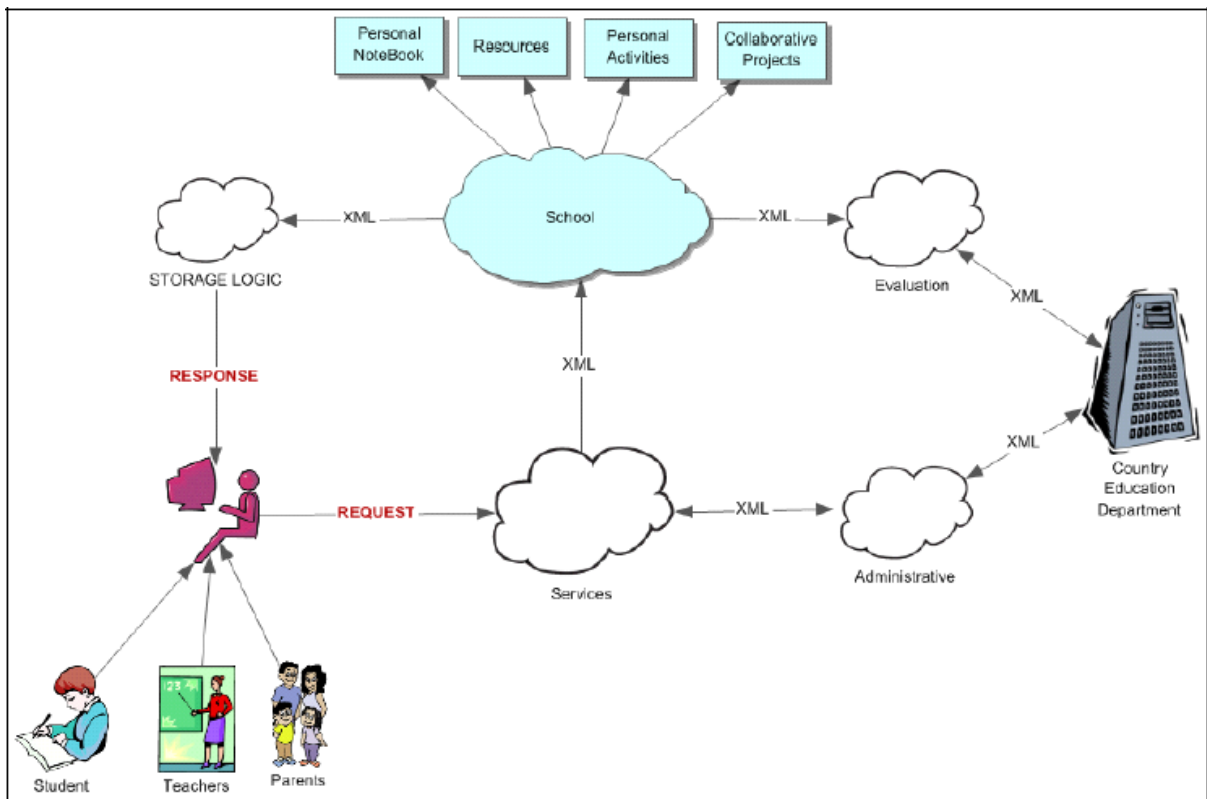 Personal
NoteBook
Resources
Personal
Activities
Collaborative
Projects
XML
School
XML
STORAGE LOGIC
Evaluation
XML
RESPONSE
XML
XML
Country
Education
Department
REQUEST
XML
Services
Administrative
123
Student
Teachers
Parents